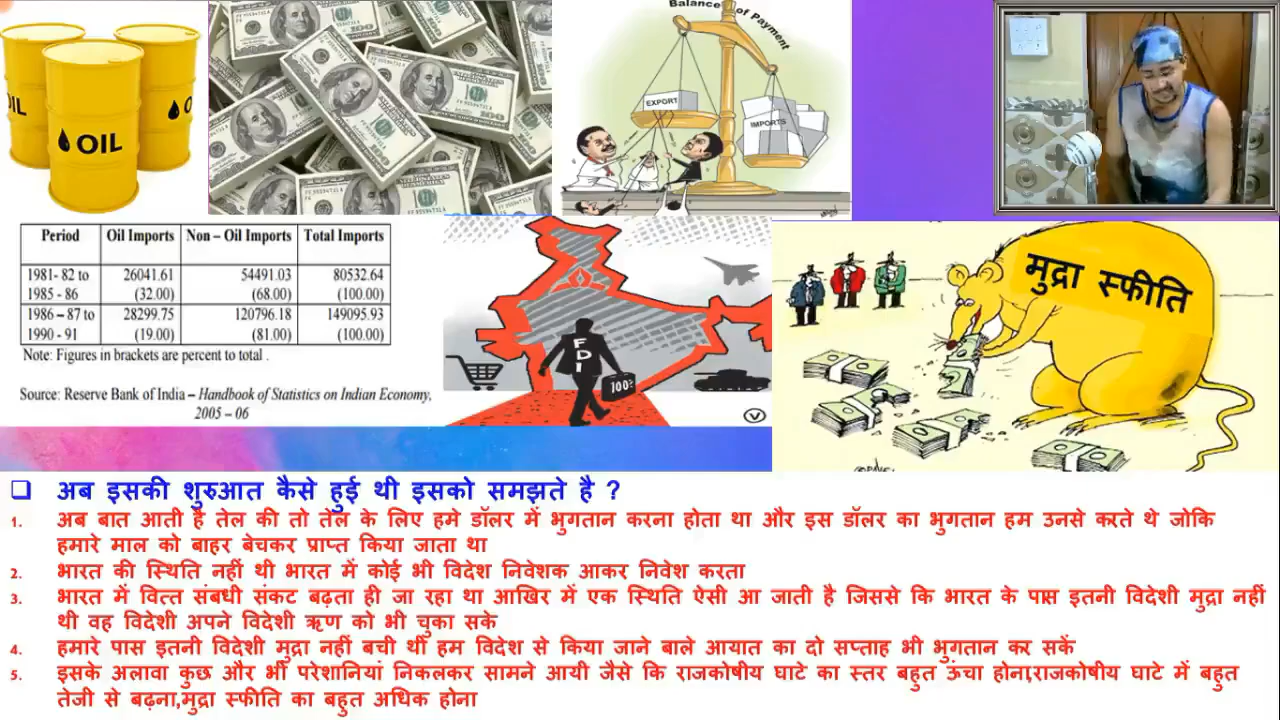 Balance of Payment
OIL
OIL
EXPORT
IMPORTS
Period Oil Imports Non – Oil Imports Total Imports
1981- 82 to 26041.61 54491.03 80532.64
1985 - 86 (32.00) (68.00) (100.00)
1986 – 87 to 28299.75 120796.18 149095.93
1990 - 91 (19.00) (81.00) (100.00)
Note: Figures in brackets are percent to total .
Source: Reserve Bank of India – Handbook of Statistics on Indian Economy,
2005 – 06
FDI
100%
V
मुद्रा स्फीति
अब इसकी शुरुआत कैसे हुई थी इसको समझते है ?
1. अब बात आती है तेल की तो तेल के लिए हमे डॉलर में भुगतान करना होता था और इस डॉलर का भुगतान हम उनसे करते थे जोकि
हमारे माल को बाहर बेचकर प्राप्त किया जाता था
2. भारत की स्थिति नहीं थी भारत में कोई भी विदेश निवेशक आकर निवेश करता
3. भारत में वित्त संबधी संकट बढ़ता ही जा रहा था आखिर में एक स्थिति ऐसी आ जाती है जिससे कि भारत के पास इतनी विदेशी मुद्रा नहीं
थी वह विदेशी अपने विदेशी ऋण को भी चुका सके
4. हमारे पास इतनी विदेशी मुद्रा नहीं बची थी हम विदेश से किया जाने बाले आयात का दो सप्ताह भी भुगतान कर सकें
5. इसके अलावा कुछ और भी परेशानियां निकलकर सामने आयी जैसे कि राजकोषीय घाटे का स्तर बहुत ऊंचा होना,राजकोषीय घाटे में बहुत
तेजी से बढ़ना,मुद्रा स्फीति का बहुत अधिक होना